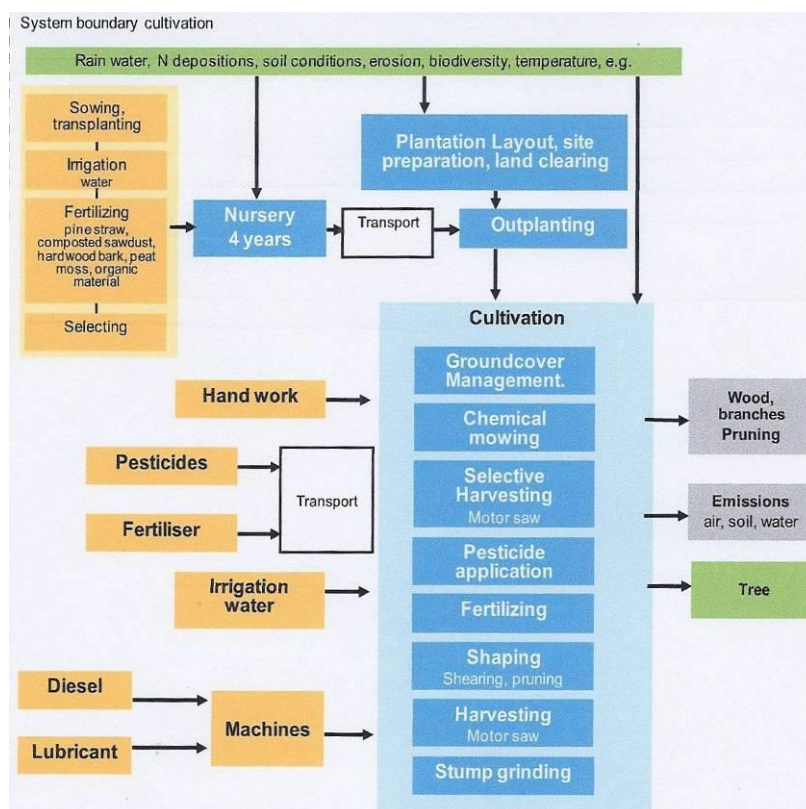 System boundary cultivation
Rain water, N depositions, soil conditions, erosion, biodiversity, temperature, e.g.
Sowing,
transplanting
Irrigation
water
Fertilizing
pine straw,
composted sawdust,
hardwood bark, peat
moss, organic
material
Selecting
Nursery
4 years
Transport
Plantation Layout, site
preparation, land clearing
Outplanting
Cultivation
Groundcover
Management.
Chemical
mowing
Selective
Harvesting
Motor saw
Pesticide
application
Fertilizing
Shaping
Shearing, pruning
Harvesting
Motor saw
Stump grinding
Hand work
Pesticides
Fertiliser
Transport
Irrigation
water
Diesel
Lubricant
Machines
Wood,
branches
Pruning
Emissions
air, soil, water
Tree